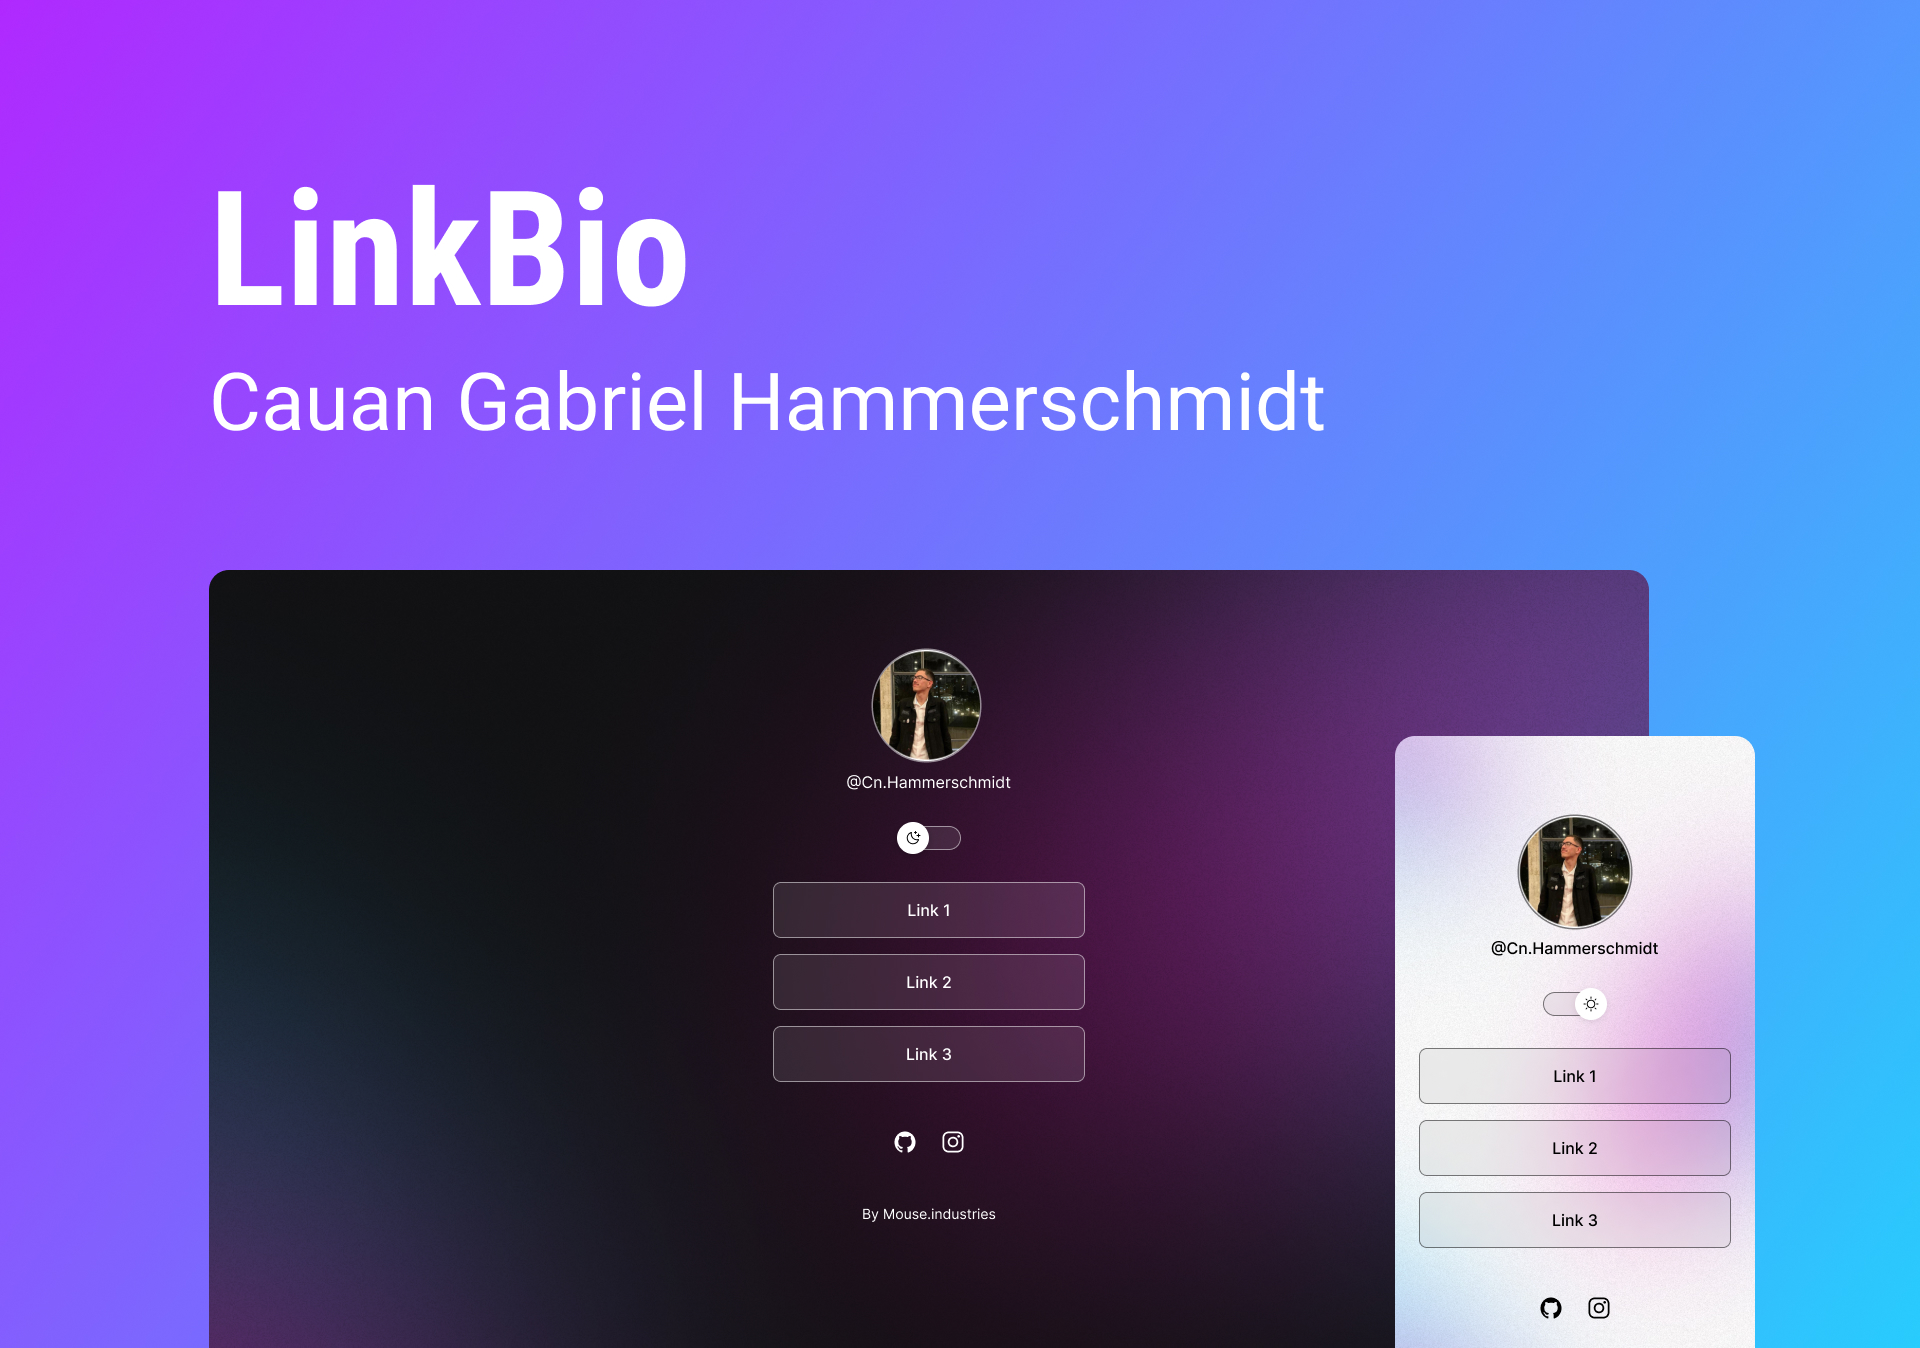 LinkBio
Cauan Gabriel Hammerschmidt
@Cn.Hammerschmidt
Link 1
Link 2
Link 3
By Mouse.industries
@Cn.Hammerschmidt
Link 1
Link 2
Link 3